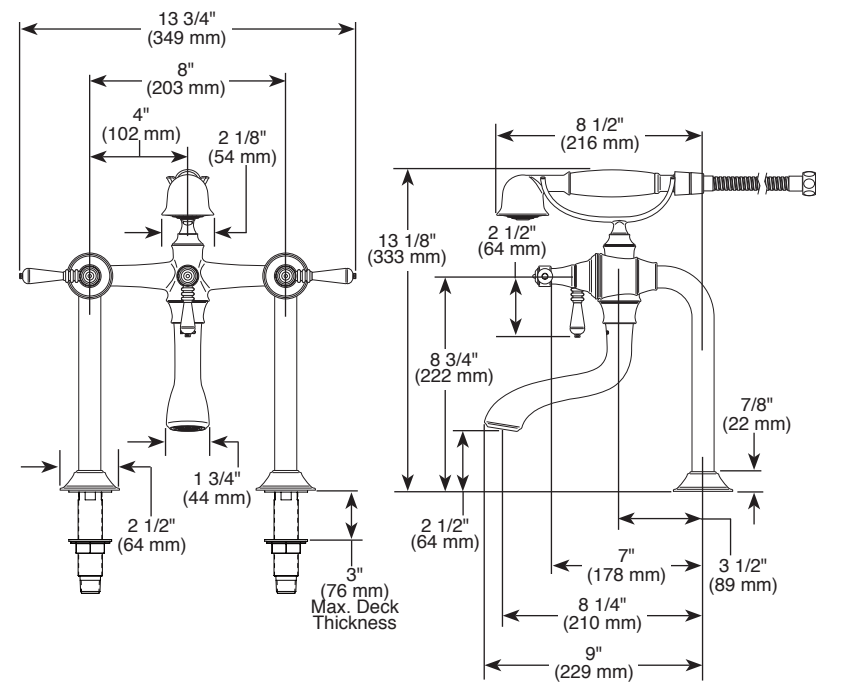 13 3/4"
(349 mm)
8"
(203 mm)
4"
(102 mm)
2 1/8"
(54 mm)
1 3/4"
(44 mm)
2 1/2"
(64 mm)
3"
(76 mm)
Max. Deck
Thickness
8 1/2"
(216 mm)
13 1/8"
(333 mm)
2 1/2"
(64 mm)
8 3/4"
(222 mm)
7/8"
(22 mm)
2 1/2"
(64 mm)
7"
(178 mm)
3 1/2"
(89 mm)
8 1/4"
(210 mm)
9"
(229 mm)